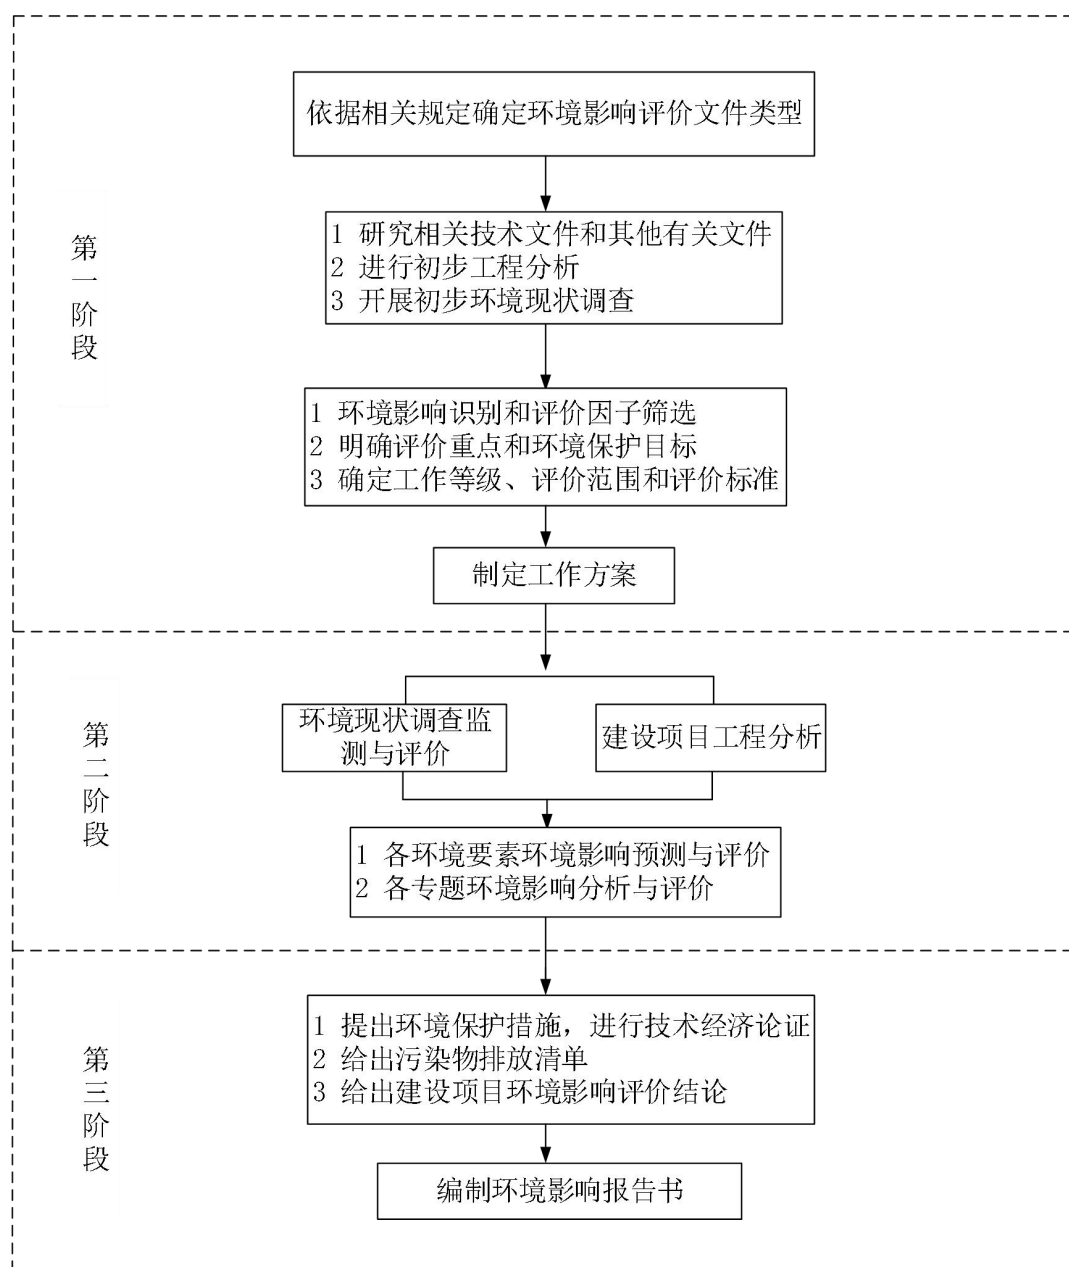 依据相关规定确定环境影响评价文件类型
第一阶段
1 研究相关技术文件和其他有关文件
2 进行初步工程分析
3 开展初步环境现状调查
1 环境影响识别和评价因子筛选
2 明确评价重点和环境保护目标
3 确定工作等级、评价范围和评价标准
制定工作方案
第二阶段
环境现状调查监
测与评价
建设项目工程分析
1 各环境要素环境影响预测与评价
2 各专题环境影响分析与评价
第三阶段
1 提出环境保护措施，进行技术经济论证
2 给出污染物排放清单
3 给出建设项目环境影响评价结论
编制环境影响报告书